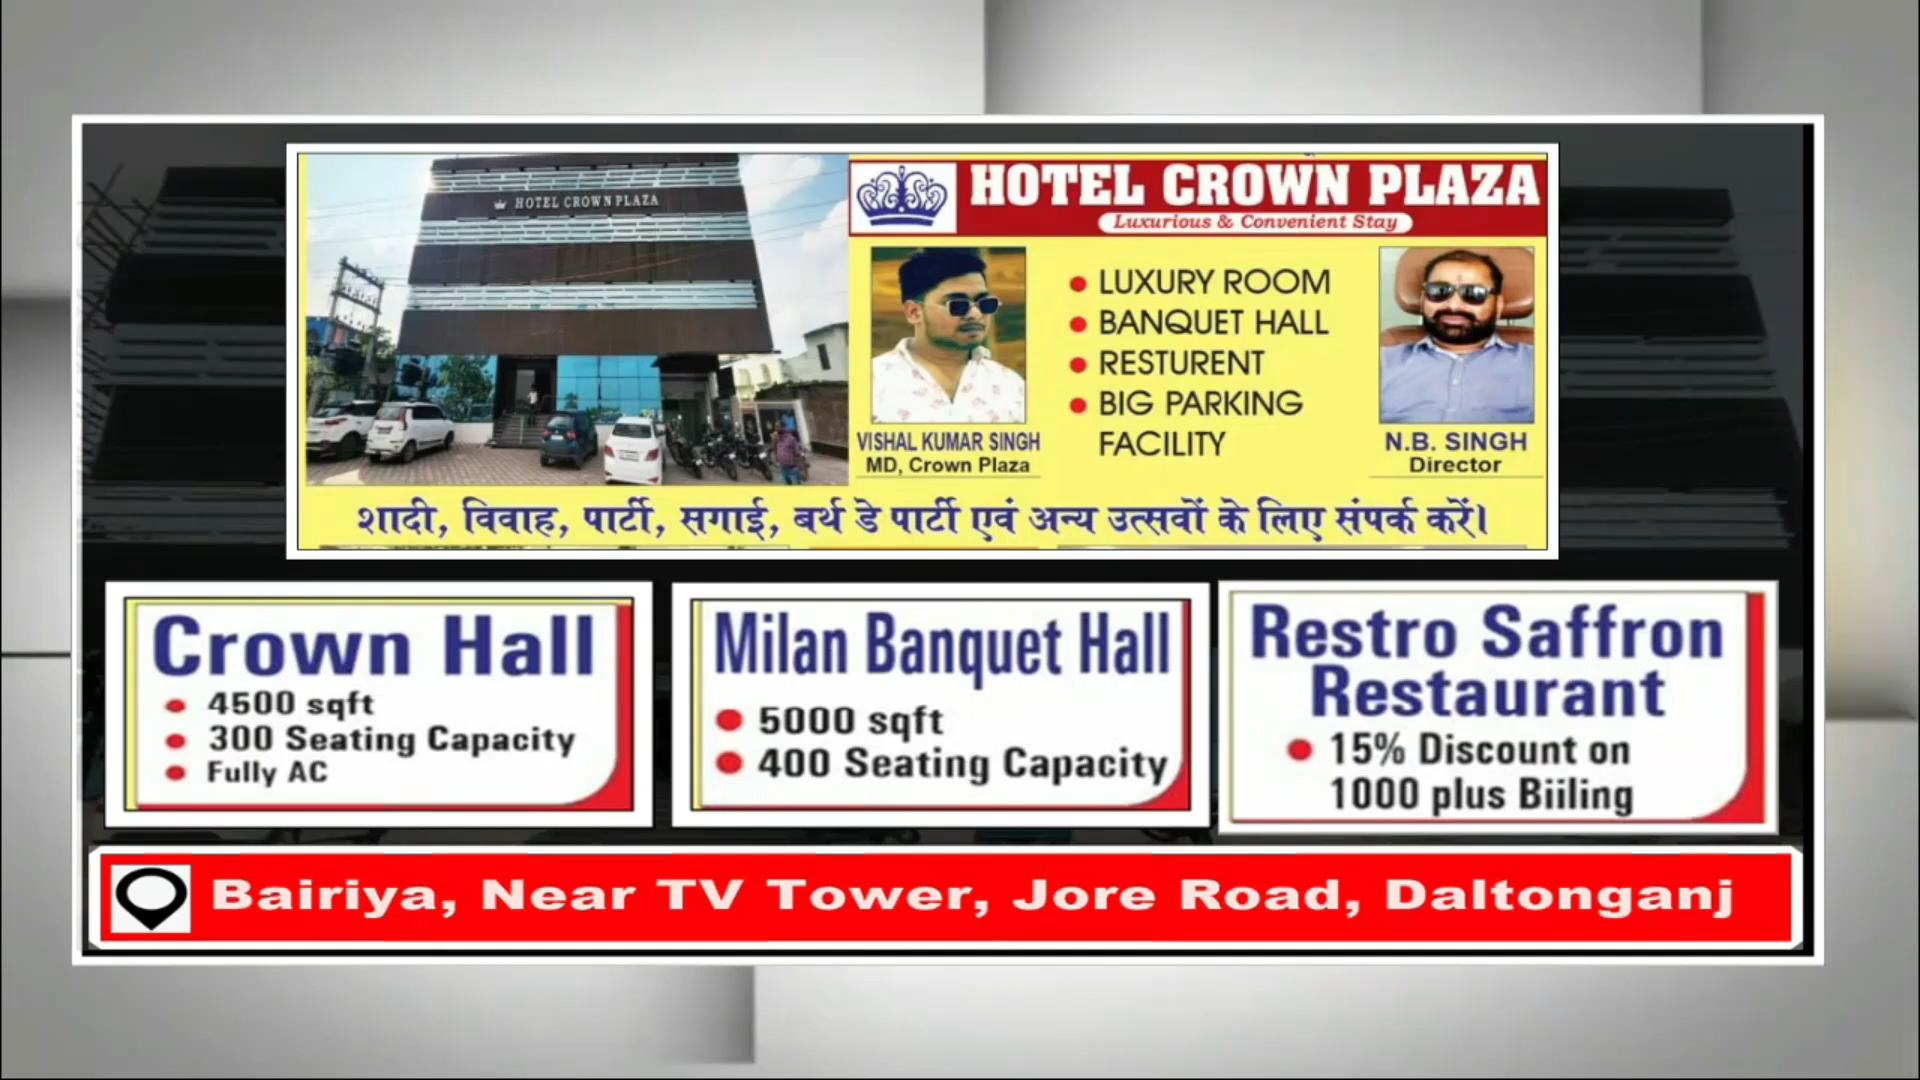 HOTEL CROWN PLAZA
HOTEL CROWN PLAZA
Luxurious & Convenient Stay
LUXURY ROOM
BANQUET HALL
RESTURENT
BIG PARKING
FACILITY
VISHAL KUMAR SINGH
MD, Crown Plaza
N.B. SINGH
Director
शादी, विवाह, पार्टी, सगाई, बर्थ डे पार्टी एवं अन्य उत्सवों के लिए संपर्क करें।
Crown Hall
4500 sqft
300 Seating Capacity
Fully AC
Milan Banquet Hall
5000 sqft
400 Seating Capacity
Restro Saffron
Restaurant
15% Discount on
1000 plus Biiling
Bairiya, Near TV Tower, Jore Road, Daltonganj